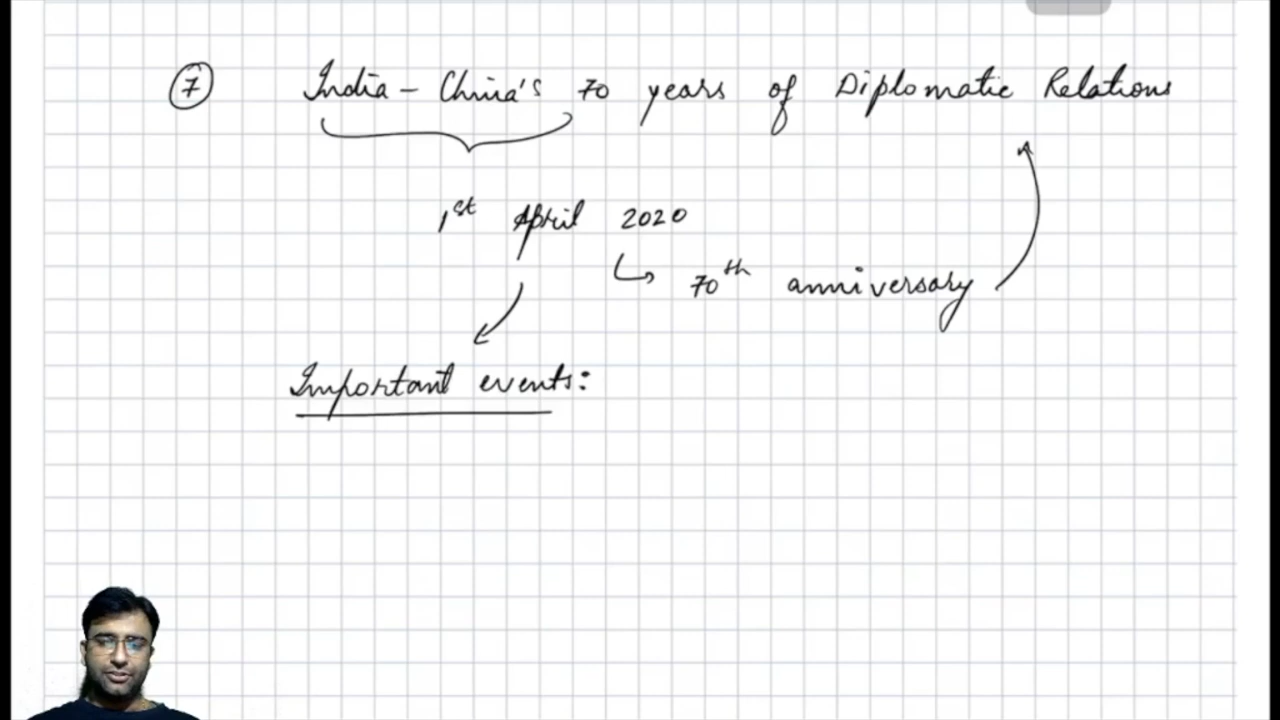 7 India - China's 70 years of Diplomatic Relations
1st April 2020
70th anniversary
Important events: